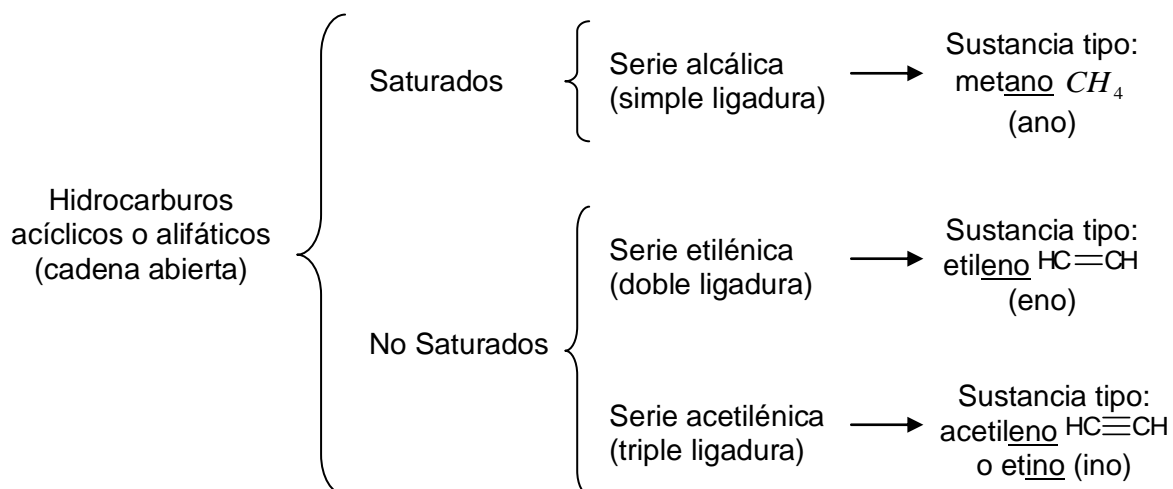 Hidrocarburos
acíclicos o alifáticos
(cadena abierta)
Saturados
Serie alcálica
(simple ligadura)
Sustancia tipo:
metano CH₄
(ano)
No Saturados
Serie etilénica
(doble ligadura)
Sustancia tipo:
etileno HC=CH
(eno)
Serie acetilénica
(triple ligadura)
Sustancia tipo:
acetileno HC≡CH
o etino (ino)